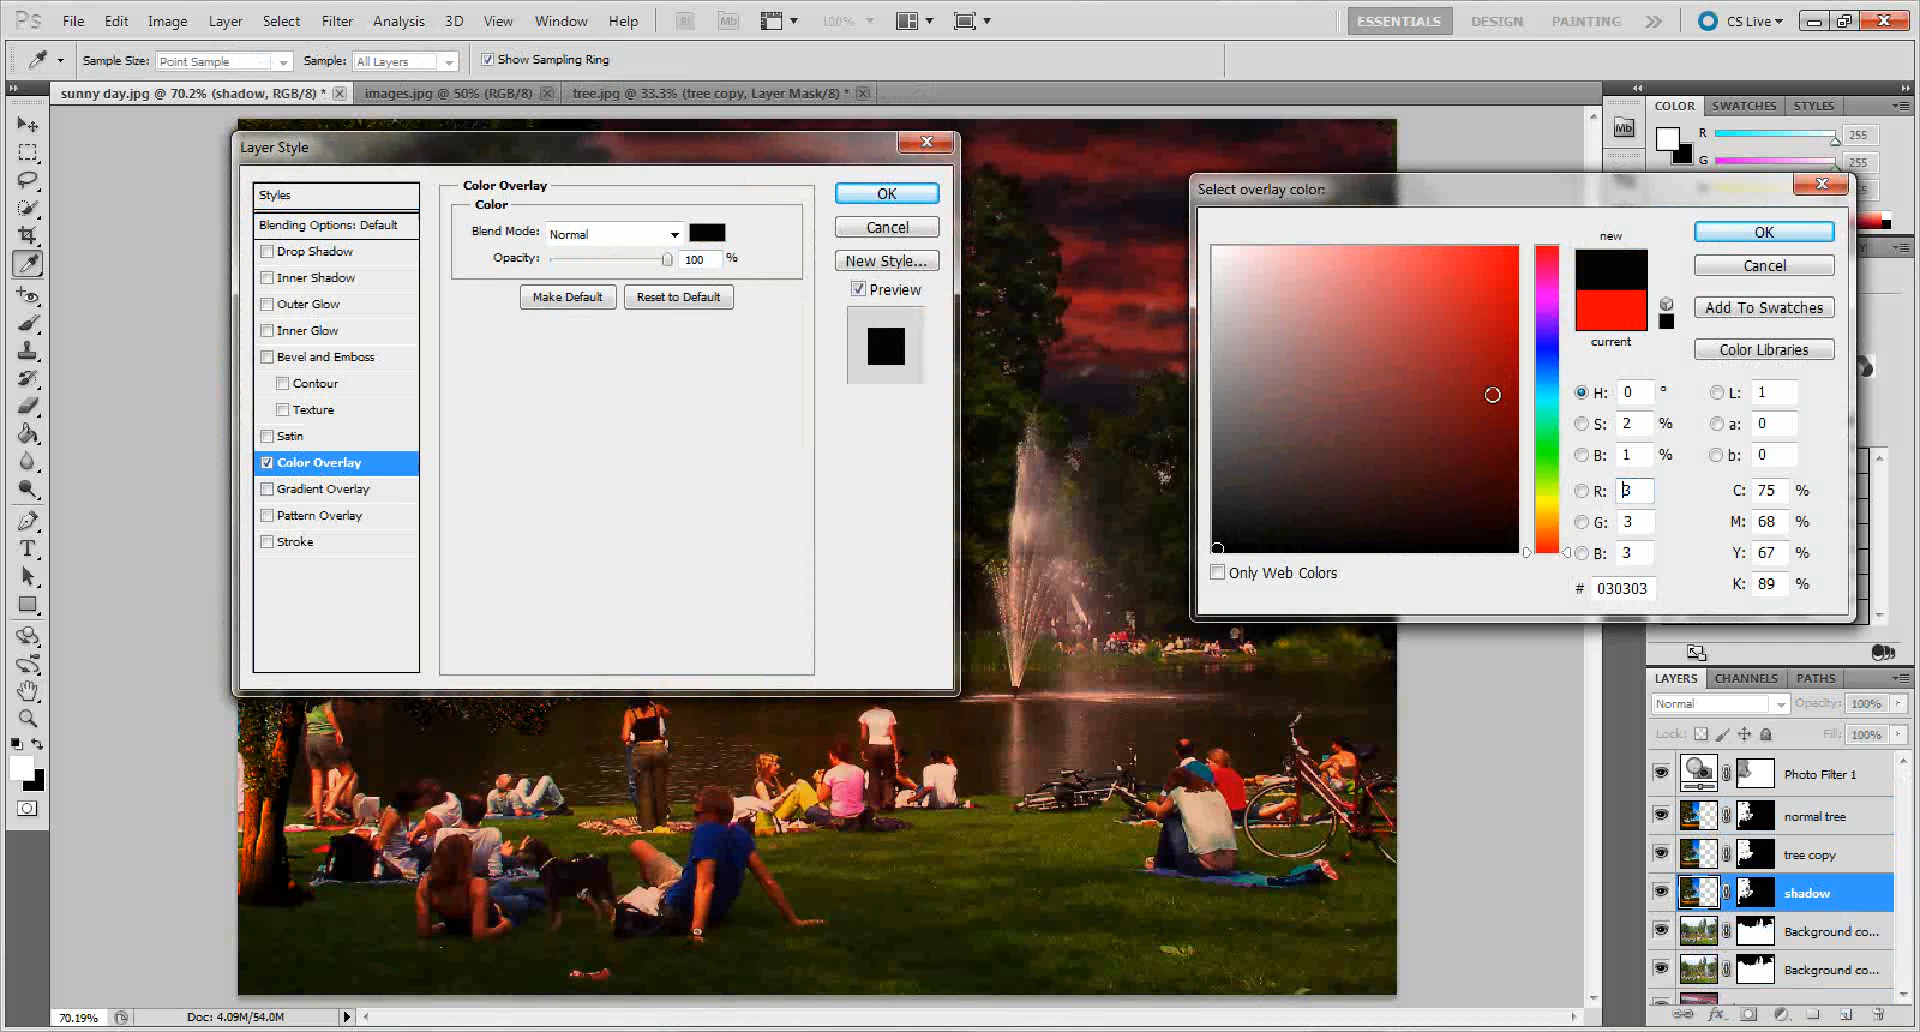 Ps File Edit Image Layer Select Filter Analysis 3D View Window Help Br Mb 100% ESSENTIALS DESIGN PAINTING CS Live
Sample Size: Point Sample Sample: All Layers Show Sampling Ring
sunny day.jpg @ 70.2% (shadow, RGB/8) * images.jpg @ 50% (RGB/8) tree.jpg @ 33.3% (tree copy, Layer Mask/8) *
COLOR SWATCHES STYLES
Mb
R 255
G 255
Layer Style
Styles
Blending Options: Default
Drop Shadow
Inner Shadow
Outer Glow
Inner Glow
Bevel and Emboss
Contour
Texture
Satin
Color Overlay
Gradient Overlay
Pattern Overlay
Stroke
Color Overlay
Color
Blend Mode: Normal
Opacity: 100 %
Make Default Reset to Default
OK
Cancel
New Style...
Preview
Select overlay color:
new
current
OK
Cancel
Add To Swatches
Color Libraries
H: 0 ° L: 1
S: 2 % a: 0
B: 1 % b: 0
R: 3 C: 75 %
G: 3 M: 68 %
B: 3 Y: 67 %
# 030303 K: 89 %
Only Web Colors
LAYERS CHANNELS PATHS
Normal Opacity: 100%
Lock: Fill: 100%
Photo Filter 1
normal tree
tree copy
shadow
Background co...
Background co...
70.19% Doc: 4.09M/54.0M